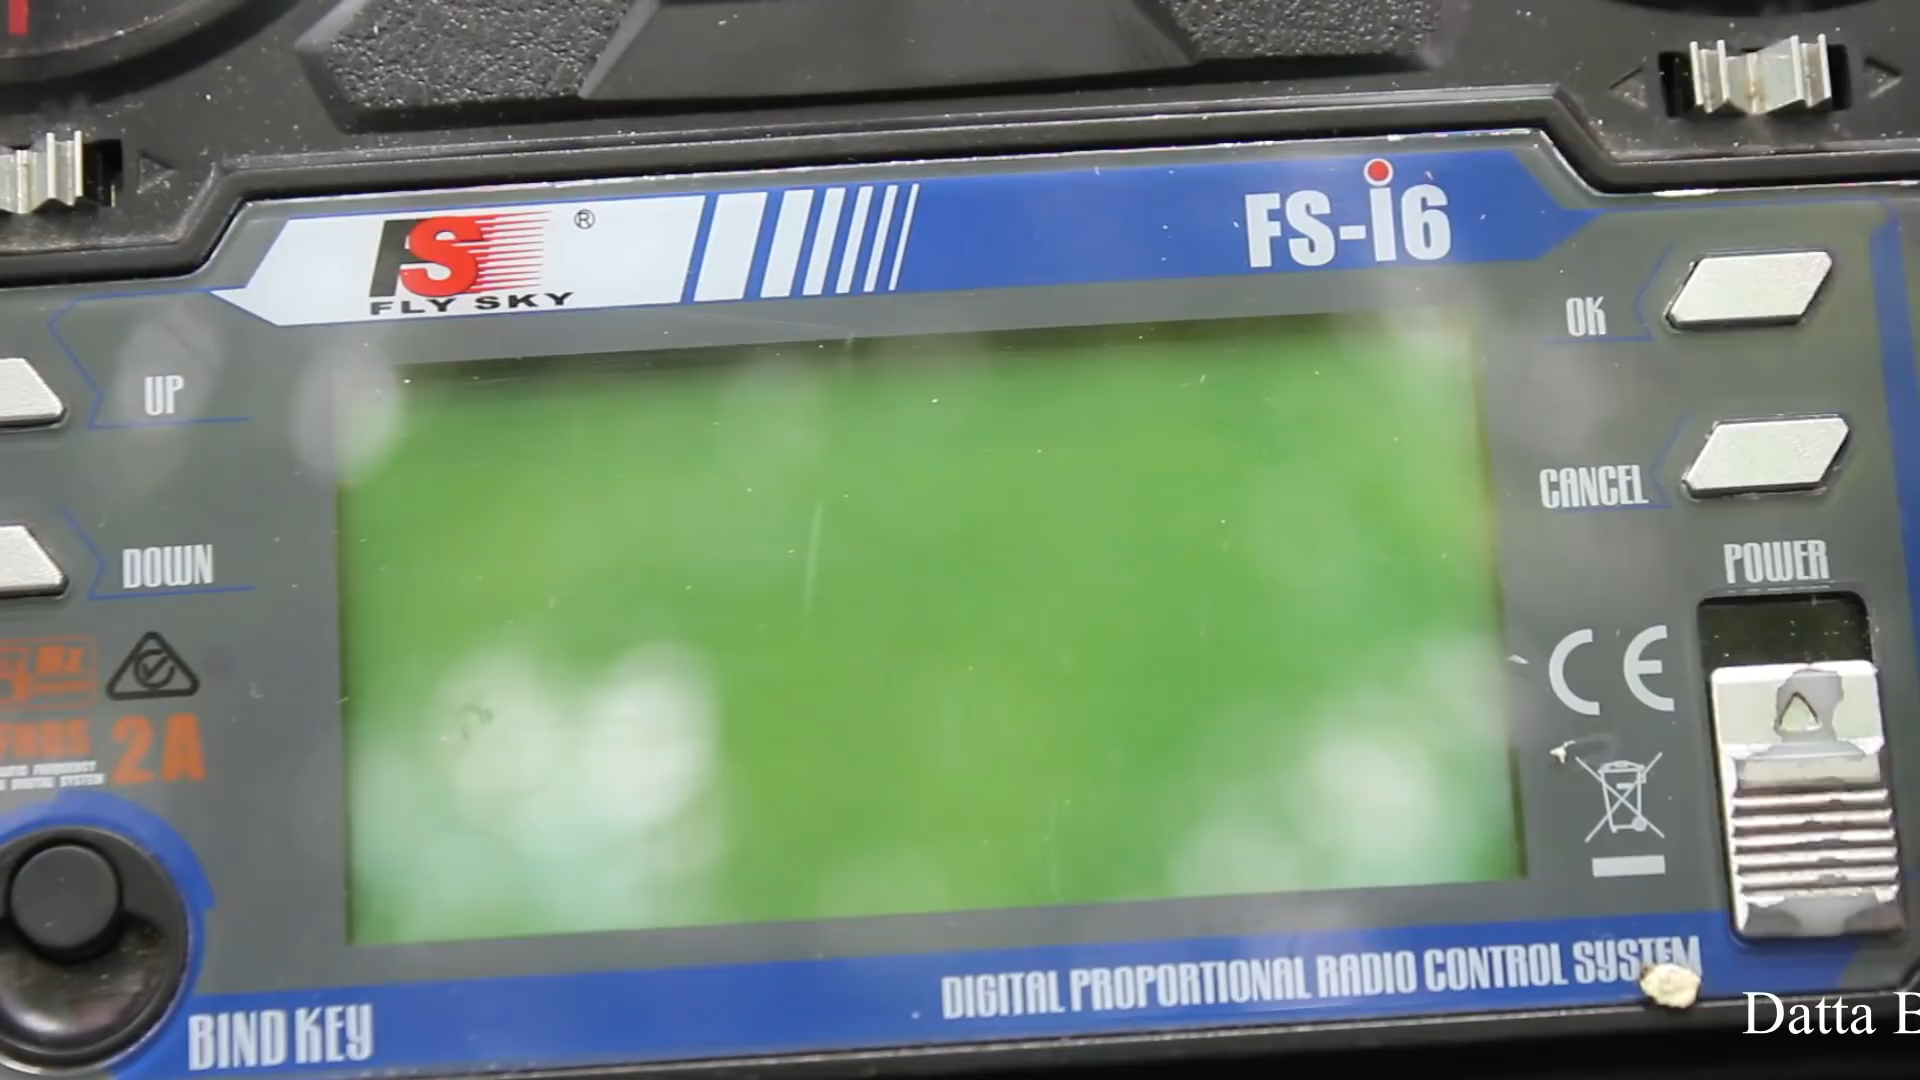 FS ®
FLY SKY
FS-i6
OK
UP
CANCEL
DOWN
POWER
CE
2A
DIGITAL PROPORTIONAL RADIO CONTROL SYSTEM
BIND KEY
Datta